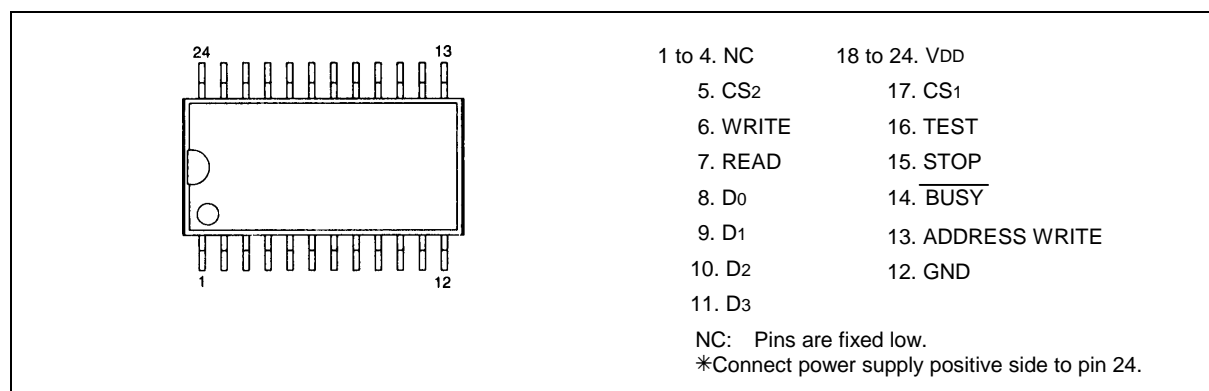 24 13
1 12
1 to 4. NC 18 to 24. VDD
5. CS2 17. CS1
6. WRITE 16. TEST
7. READ 15. STOP
8. D0 14. BUSY
9. D1 13. ADDRESS WRITE
10. D2 12. GND
11. D3
NC: Pins are fixed low.
✳Connect power supply positive side to pin 24.